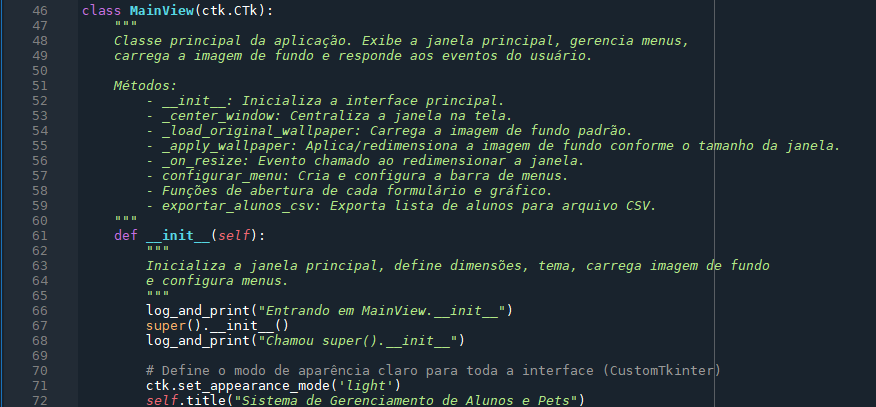 46 class MainView(ctk.CTk):
47     """
48     Classe principal da aplicação. Exibe a janela principal, gerencia menus,
49     carrega a imagem de fundo e responde aos eventos do usuário.
50
51     Métodos:
52         - __init__: Inicializa a interface principal.
53         - _center_window: Centraliza a janela na tela.
54         - _load_original_wallpaper: Carrega a imagem de fundo padrão.
55         - _apply_wallpaper: Aplica/redimensiona a imagem de fundo conforme o tamanho da janela.
56         - _on_resize: Evento chamado ao redimensionar a janela.
57         - configurar_menu: Cria e configura a barra de menus.
58         - Funções de abertura de cada formulário e gráfico.
59         - exportar_alunos_csv: Exporta lista de alunos para arquivo CSV.
60     """
61     def __init__(self):
62         """
63         Inicializa a janela principal, define dimensões, tema, carrega imagem de fundo
64         e configura menus.
65         """
66         log_and_print("Entrando em MainView.__init__")
67         super().__init__()
68         log_and_print("Chamou super().__init__")
69
70         # Define o modo de aparência claro para toda a interface (CustomTkinter)
71         ctk.set_appearance_mode('light')
72         self.title("Sistema de Gerenciamento de Alunos e Pets")